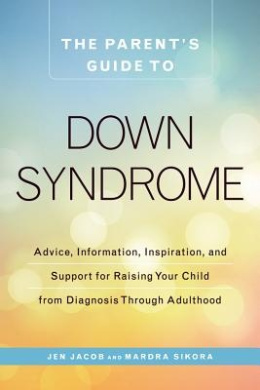 THE PARENT'S
GUIDE TO
DOWN
SYNDROME
Advice, Information, Inspiration, and
Support for Raising Your Child
from Diagnosis Through Adulthood
JEN JACOB AND MARDRA SIKORA